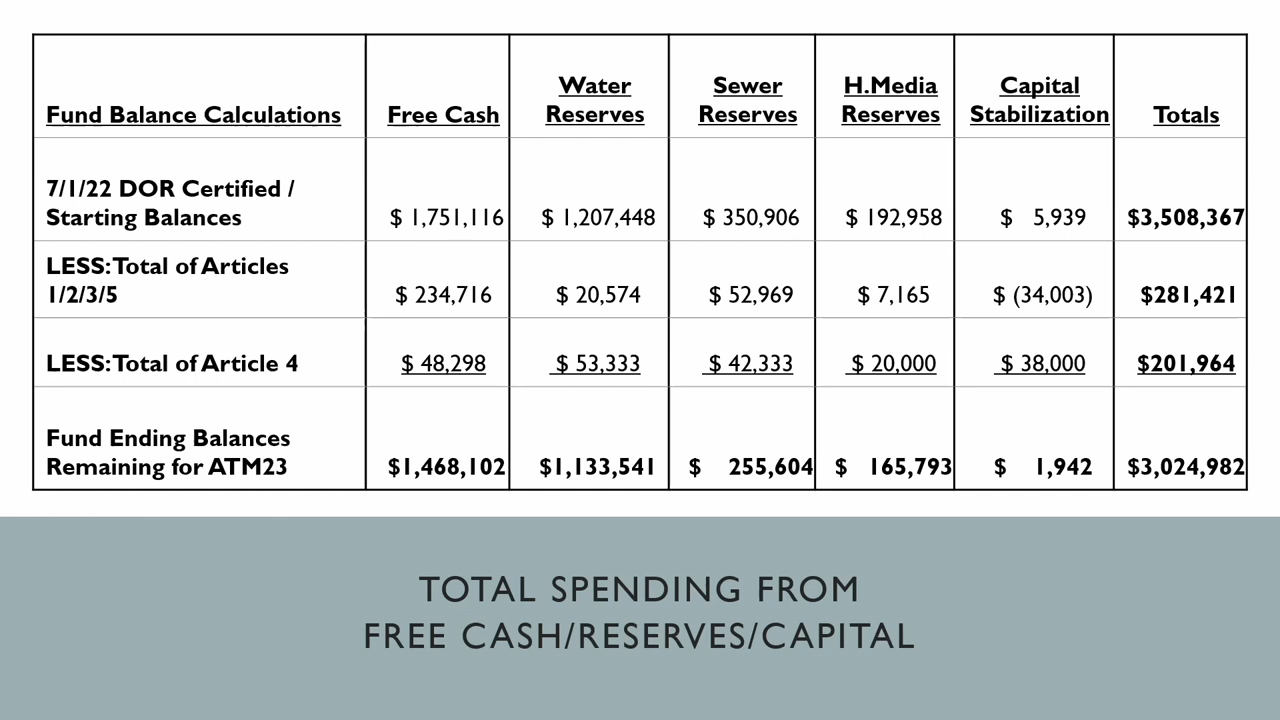 Fund Balance Calculations Free Cash Water Reserves Sewer Reserves H.Media Reserves Capital Stabilization Totals
7/1/22 DOR Certified /
Starting Balances $ 1,751,116 $ 1,207,448 $ 350,906 $ 192,958 $ 5,939 $3,508,367
LESS: Total of Articles
1/2/3/5 $ 234,716 $ 20,574 $ 52,969 $ 7,165 $ (34,003) $281,421
LESS: Total of Article 4 $ 48,298 $ 53,333 $ 42,333 $ 20,000 $ 38,000 $201,964
Fund Ending Balances
Remaining for ATM23 $1,468,102 $1,133,541 $ 255,604 $ 165,793 $ 1,942 $3,024,982
TOTAL SPENDING FROM
FREE CASH/RESERVES/CAPITAL